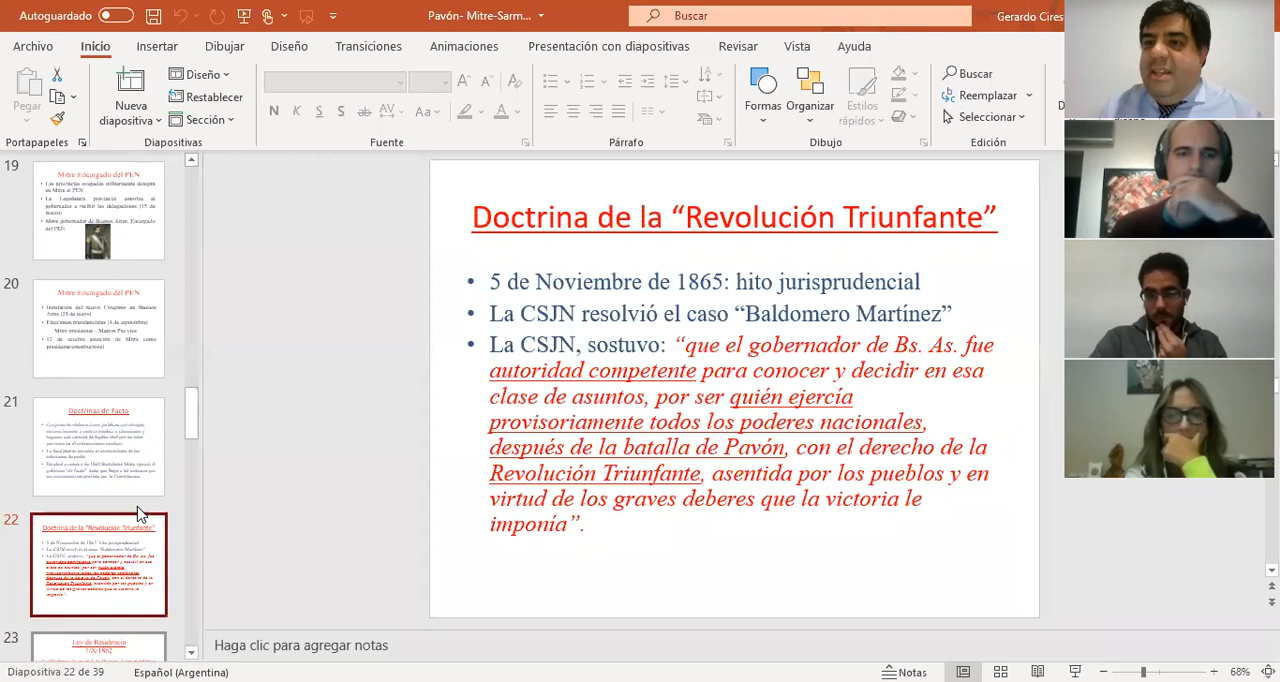 Autoguardado
Pavón- Mitre-Sarm...
Buscar
Gerardo Cires
Archivo Inicio Insertar Dibujar Diseño Transiciones Animaciones Presentación con diapositivas Revisar Vista Ayuda
Pegar
Nueva diapositiva
Diseño
Restablecer
Sección
N K S S ab AV Aa A
Formas
Organizar
Estilos rápidos
Buscar
Reemplazar
Seleccionar
Portapapeles Diapositivas Fuente Párrafo Dibujo Edición
19
Mitre Encargado del PEN
20
Mitre Encargado del PEN
21
Doctrinas de Facto
22
Doctrina de la "Revolución Triunfante"
23
Ley de Residencia
Doctrina de la “Revolución Triunfante”
• 5 de Noviembre de 1865: hito jurisprudencial
• La CSJN resolvió el caso “Baldomero Martínez”
• La CSJN, sostuvo: “que el gobernador de Bs. As. fue
autoridad competente para conocer y decidir en esa
clase de asuntos, por ser quién ejercía
provisoriamente todos los poderes nacionales,
después de la batalla de Pavón, con el derecho de la
Revolución Triunfante, asentida por los pueblos y en
virtud de los graves deberes que la victoria le
imponía”.
Haga clic para agregar notas
Diapositiva 22 de 39 Español (Argentina)
Notas
68%